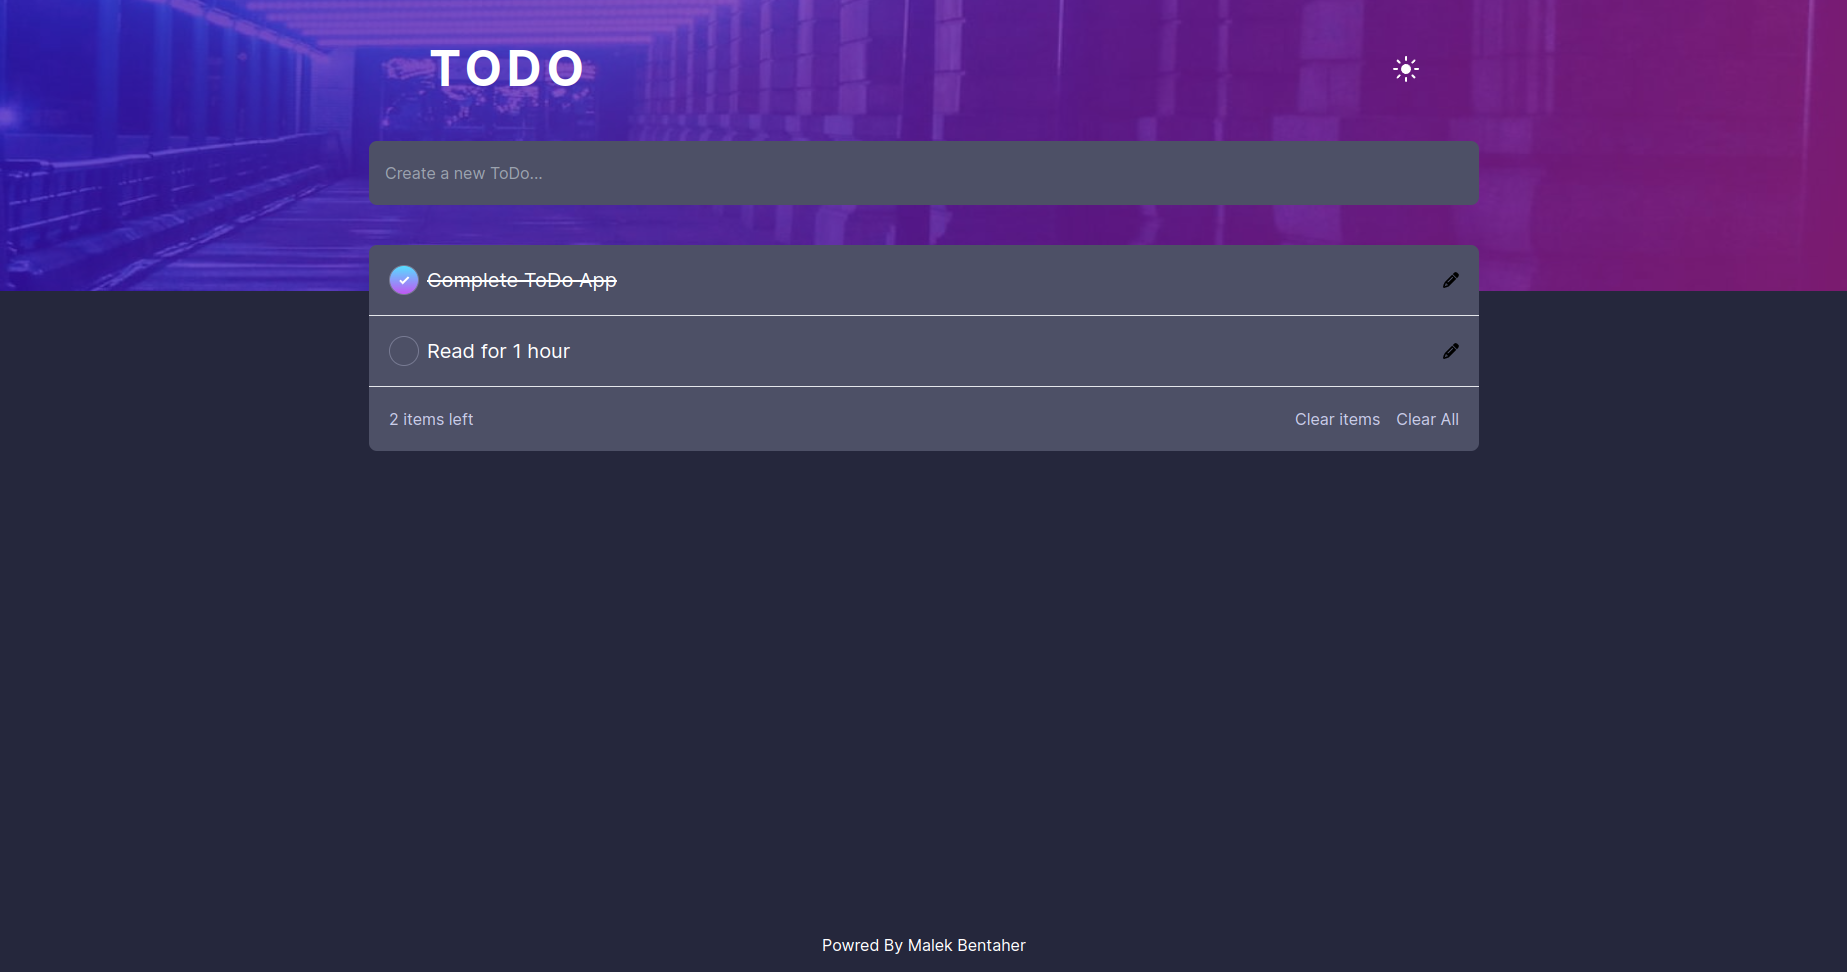 TODO
Create a new ToDo...
Complete ToDo App
Read for 1 hour
2 items left Clear items Clear All
Powred By Malek Bentaher